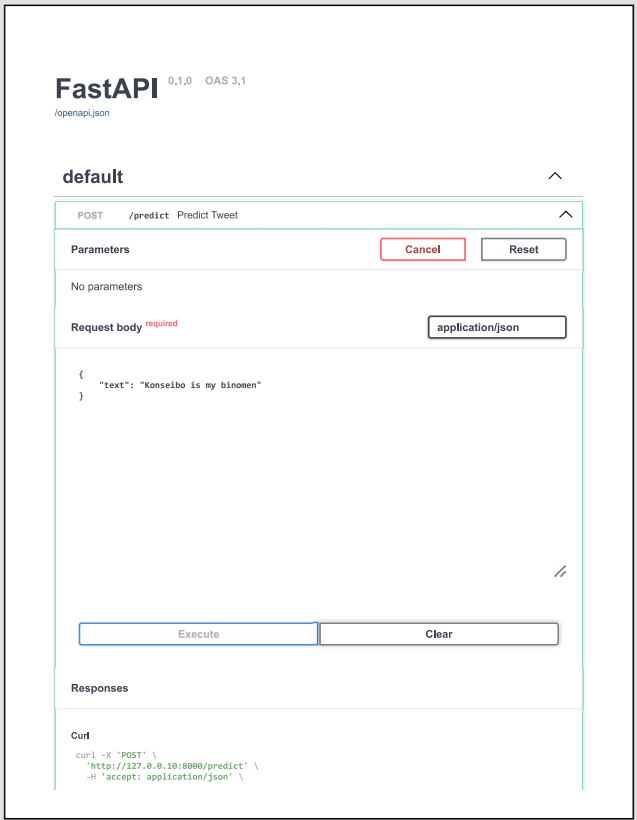 FastAPI 0.1.0 OAS 3.1
/openapi.json
default
POST /predict Predict Tweet
Parameters Cancel Reset
No parameters
Request body required application/json
{
"text": "Konseibo is my binomen"
}
Execute Clear
Responses
Curl
curl -X 'POST' \
'http://127.0.0.10:8000/predict' \
-H 'accept: application/json' \